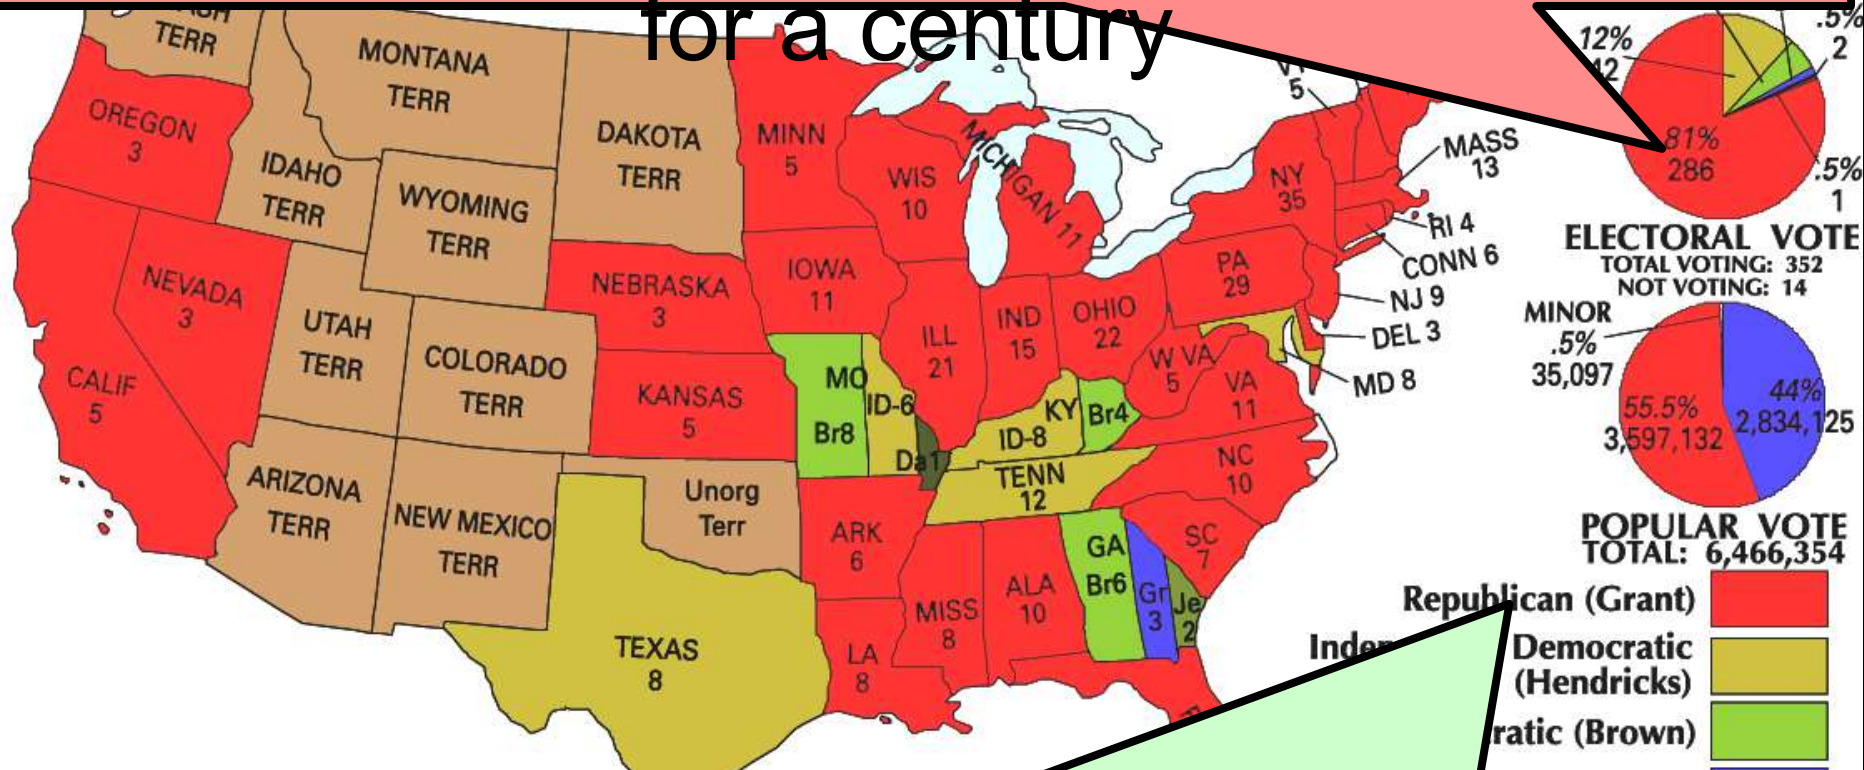 for a century
TERR
MONTANA
TERR
OREGON
3
IDAHO
TERR
WYOMING
TERR
DAKOTA
TERR
MINN
5
WIS
10
MICHIGAN 11
5
NY
35
MASS
13
RI 4
CONN 6
NJ 9
DEL 3
MD 8
PA
29
NEVADA
3
CALIF
5
UTAH
TERR
COLORADO
TERR
NEBRASKA
3
KANSAS
5
IOWA
11
ILL
21
IND
15
OHIO
22
W VA
5
VA
11
MO
Br8
ID-6
Da1
KY
ID-8
Br4
TENN
12
NC
10
SC
7
ARIZONA
TERR
NEW MEXICO
TERR
Unorg
Terr
TEXAS
8
ARK
6
LA
8
MISS
8
ALA
10
GA
Br6
Gr
3
Je
2
12%
.5%
2
81%
286
.5%
1
ELECTORAL VOTE
TOTAL VOTING: 352
NOT VOTING: 14
MINOR
.5%
35,097
44%
2,834,125
55.5%
3,597,132
POPULAR VOTE
TOTAL: 6,466,354
Republican (Grant)
Democratic
(Hendricks)
(Brown)